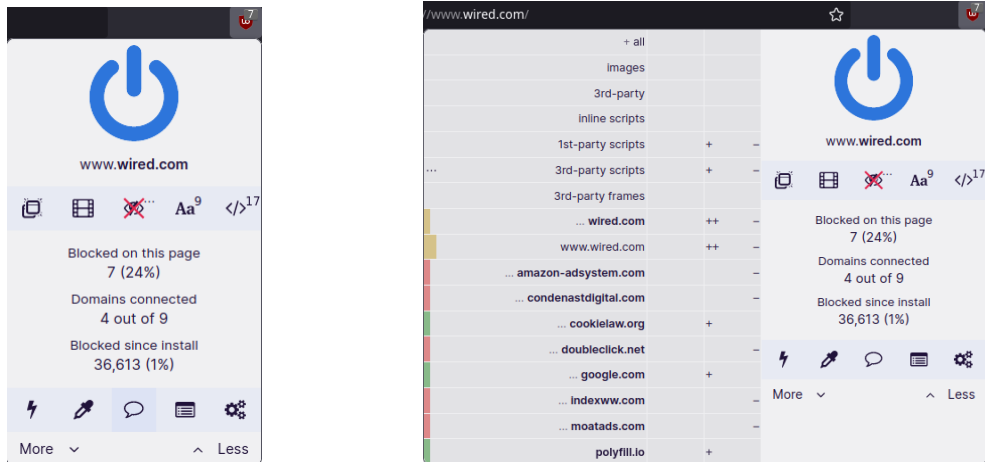 7
www.wired.com
Aa9
</>17
Blocked on this page
7 (24%)
Domains connected
4 out of 9
Blocked since install
36,613 (1%)
More
Less
//www.wired.com/
7
+ all
images
3rd-party
inline scripts
1st-party scripts + –
... 3rd-party scripts + –
3rd-party frames
... wired.com ++ –
www.wired.com ++ –
... amazon-adsystem.com –
... condenastdigital.com –
... cookielaw.org +
... doubleclick.net –
... google.com +
... indexww.com –
... moatads.com –
polyfill.io +
www.wired.com
Aa9
</>17
Blocked on this page
7 (24%)
Domains connected
4 out of 9
Blocked since install
36,613 (1%)
More
Less